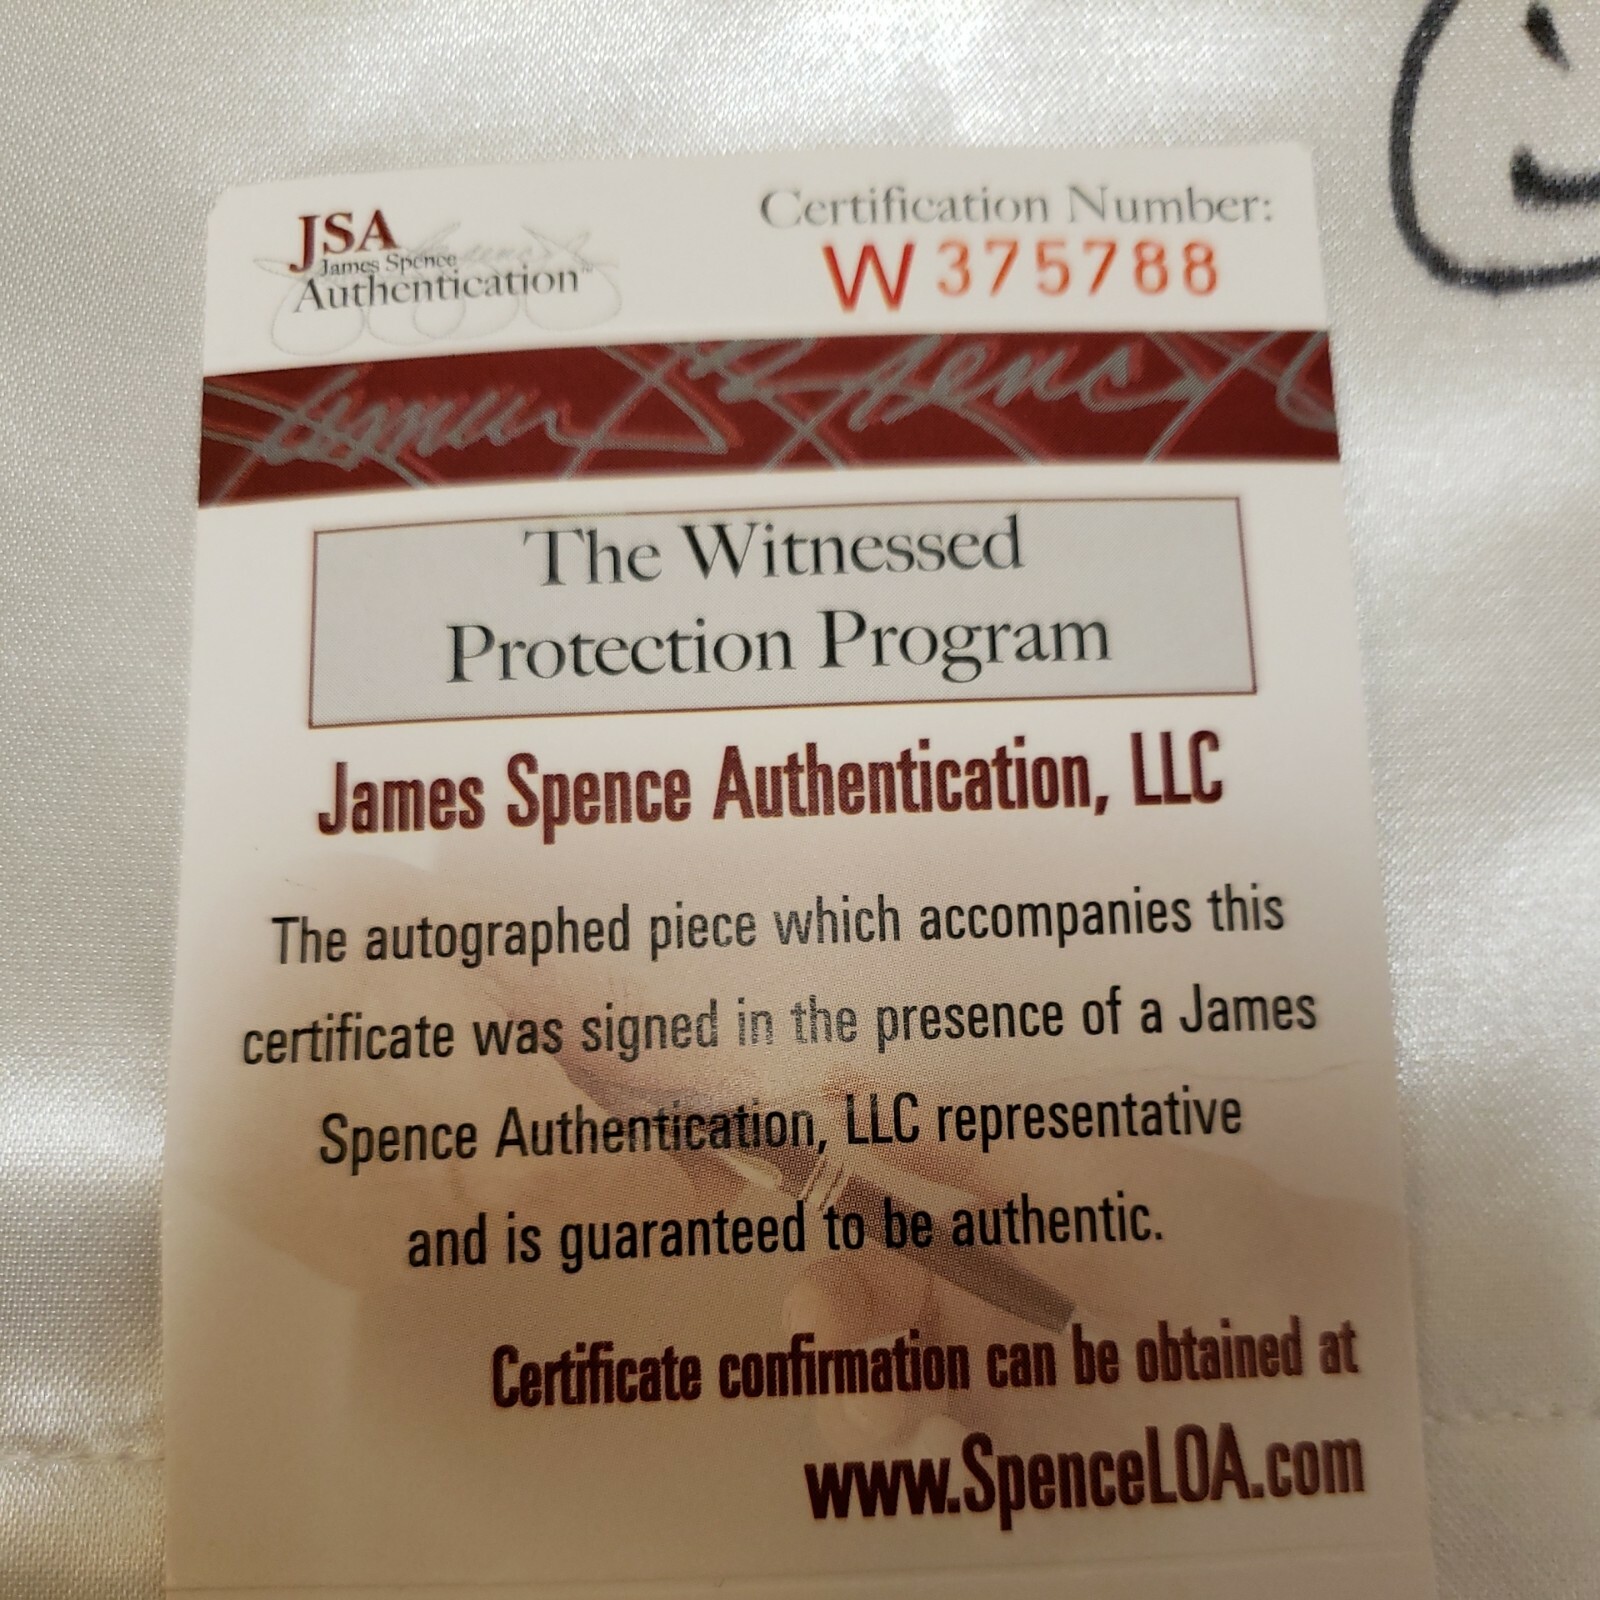 JSA
James Spence
Authentication™
Certification Number:
W 375788
The Witnessed
Protection Program
James Spence Authentication, LLC
The autographed piece which accompanies this
certificate was signed in the presence of a James
Spence Authentication, LLC representative
and is guaranteed to be authentic.
Certificate confirmation can be obtained at
www.SpenceLOA.com